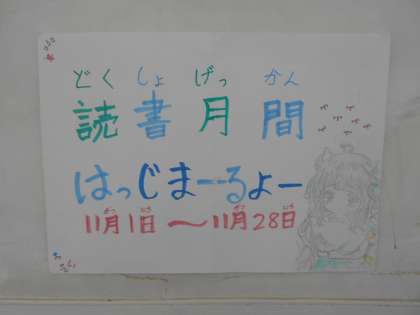 どくしょげっかん
読書月間
はっじまーるよー
11月1日〜11月28日